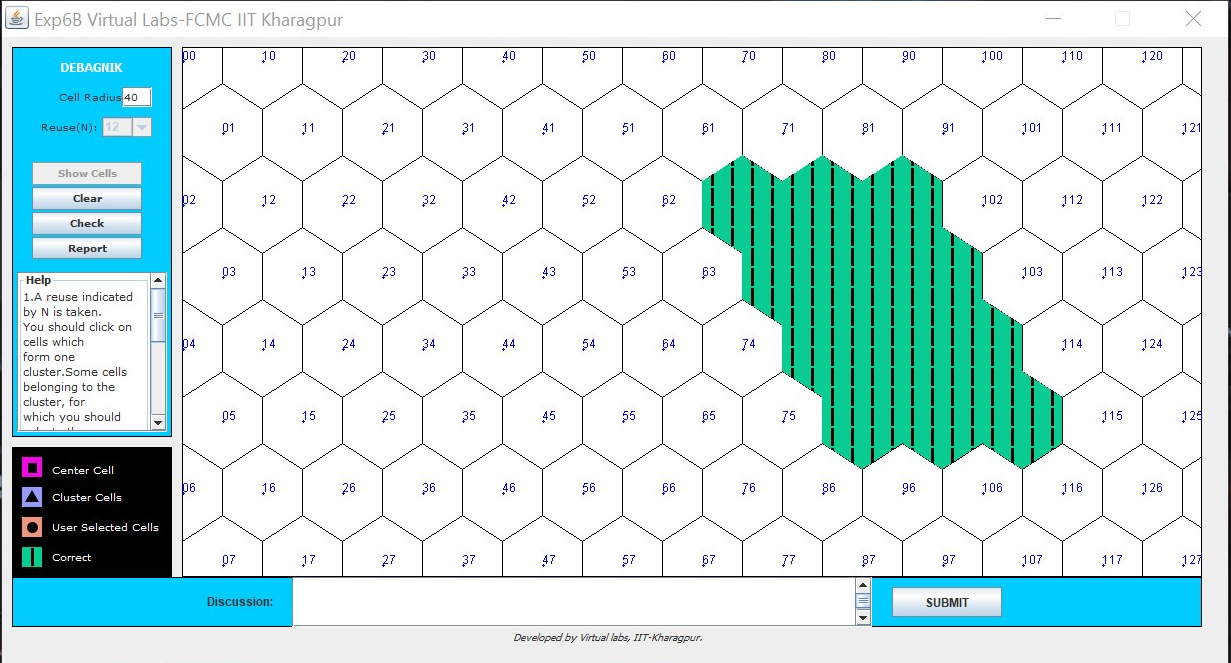 Exp6B Virtual Labs-FCMC IIT Kharagpur
DEBAGNIK
Cell Radius 40
Reuse(N): 12
Show Cells
Clear
Check
Report
Help
1.A reuse indicated
by N is taken.
You should click on
cells which
form one
cluster.Some cells
belonging to the
cluster, for
which you should
Center Cell
Cluster Cells
User Selected Cells
Correct
00 10 20 30 40 50 60 70 80 90 100 110 120
01 11 21 31 41 51 61 71 81 91 101 111 121
02 12 22 32 42 52 62 102 112 122
03 13 23 33 43 53 63 103 113 123
04 14 24 34 44 54 64 74 114 124
05 15 25 35 45 55 65 75 115 125
06 16 26 36 46 56 66 76 86 96 106 116 126
07 17 27 37 47 57 67 77 87 97 107 117 127
Discussion:
SUBMIT
Developed by Virtual labs, IIT-Kharagpur.